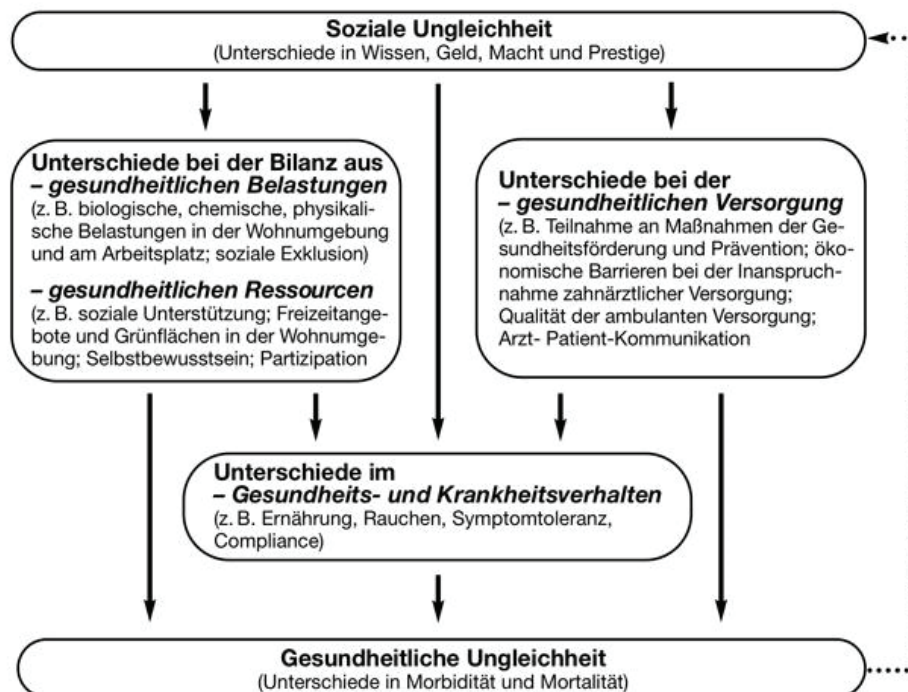 Soziale Ungleichheit
(Unterschiede in Wissen, Geld, Macht und Prestige)
Unterschiede bei der Bilanz aus
– gesundheitlichen Belastungen
(z. B. biologische, chemische, physikali-
sche Belastungen in der Wohnumgebung
und am Arbeitsplatz; soziale Exklusion)
– gesundheitlichen Ressourcen
(z. B. soziale Unterstützung; Freizeitange-
bote und Grünflächen in der Wohnumge-
bung; Selbstbewusstsein; Partizipation
Unterschiede bei der
– gesundheitlichen Versorgung
(z. B. Teilnahme an Maßnahmen der Ge-
sundheitsförderung und Prävention; öko-
nomische Barrieren bei der Inanspruch-
nahme zahnärztlicher Versorgung;
Qualität der ambulanten Versorgung;
Arzt- Patient-Kommunikation
Unterschiede im
– Gesundheits- und Krankheitsverhalten
(z. B. Ernährung, Rauchen, Symptomtoleranz,
Compliance)
Gesundheitliche Ungleichheit
(Unterschiede in Morbidität und Mortalität)